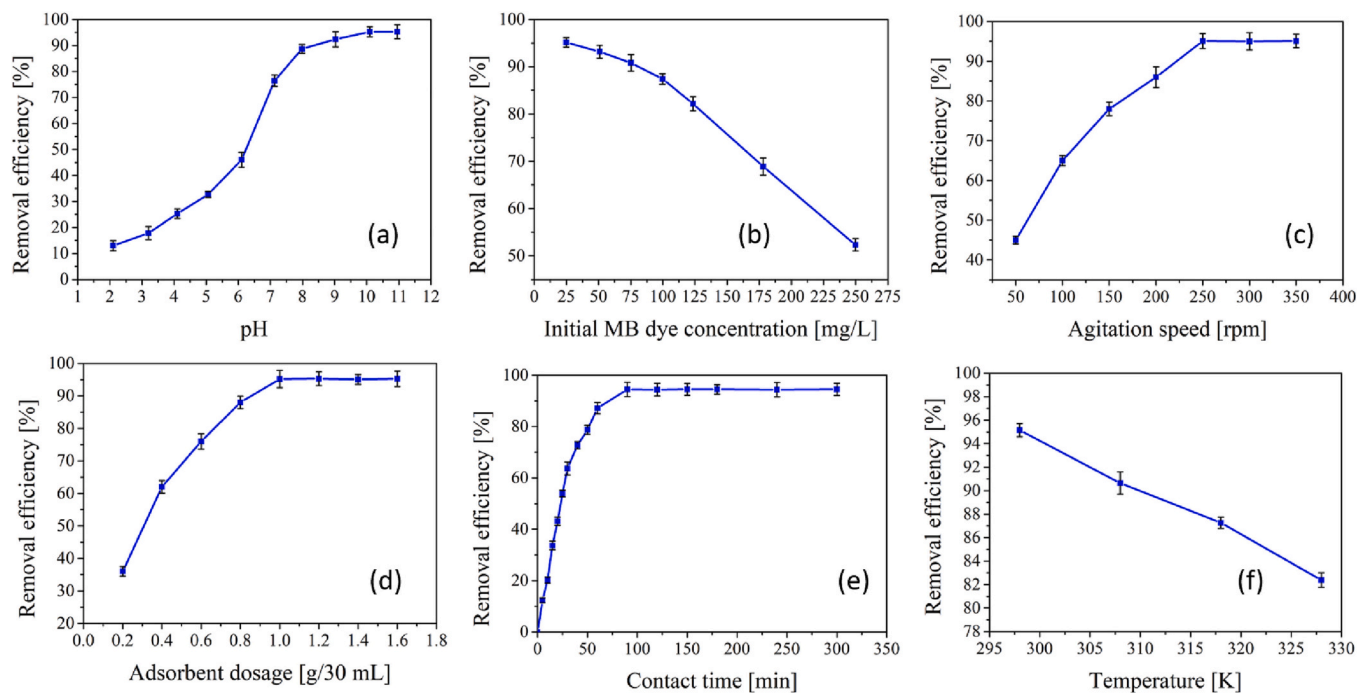 Removal efficiency [%]
100
90
80
70
60
50
40
30
20
10
0
(a)
1 2 3 4 5 6 7 8 9 10 11 12
pH
Removal efficiency [%]
100
90
80
70
60
50
(b)
0 25 50 75 100 125 150 175 200 225 250 275
Initial MB dye concentration [mg/L]
Removal efficiency [%]
100
90
80
70
60
50
40
(c)
50 100 150 200 250 300 350 400
Agitation speed [rpm]
Removal efficiency [%]
100
90
80
70
60
50
40
30
20
(d)
0.0 0.2 0.4 0.6 0.8 1.0 1.2 1.4 1.6 1.8
Adsorbent dosage [g/30 mL]
Removal efficiency [%]
100
80
60
40
20
0
(e)
0 50 100 150 200 250 300 350
Contact time [min]
Removal efficiency [%]
100
98
96
94
92
90
88
86
84
82
80
78
(f)
295 300 305 310 315 320 325 330
Temperature [K]